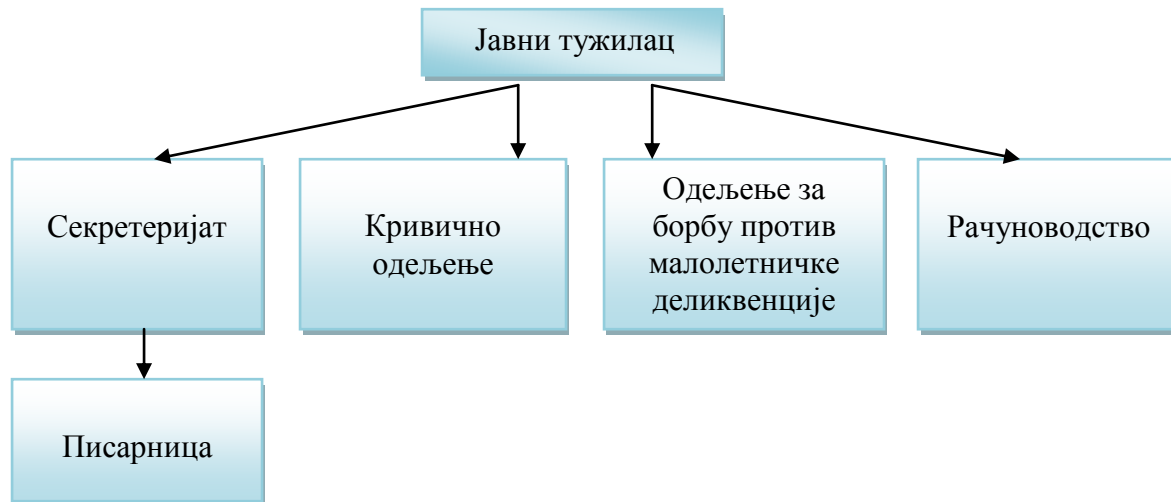 Јавни тужилац
Секретеријат
Кривично
одељење
Одељење за
борбу против
малолетничке
деликвенције
Рачуноводство
Писарница